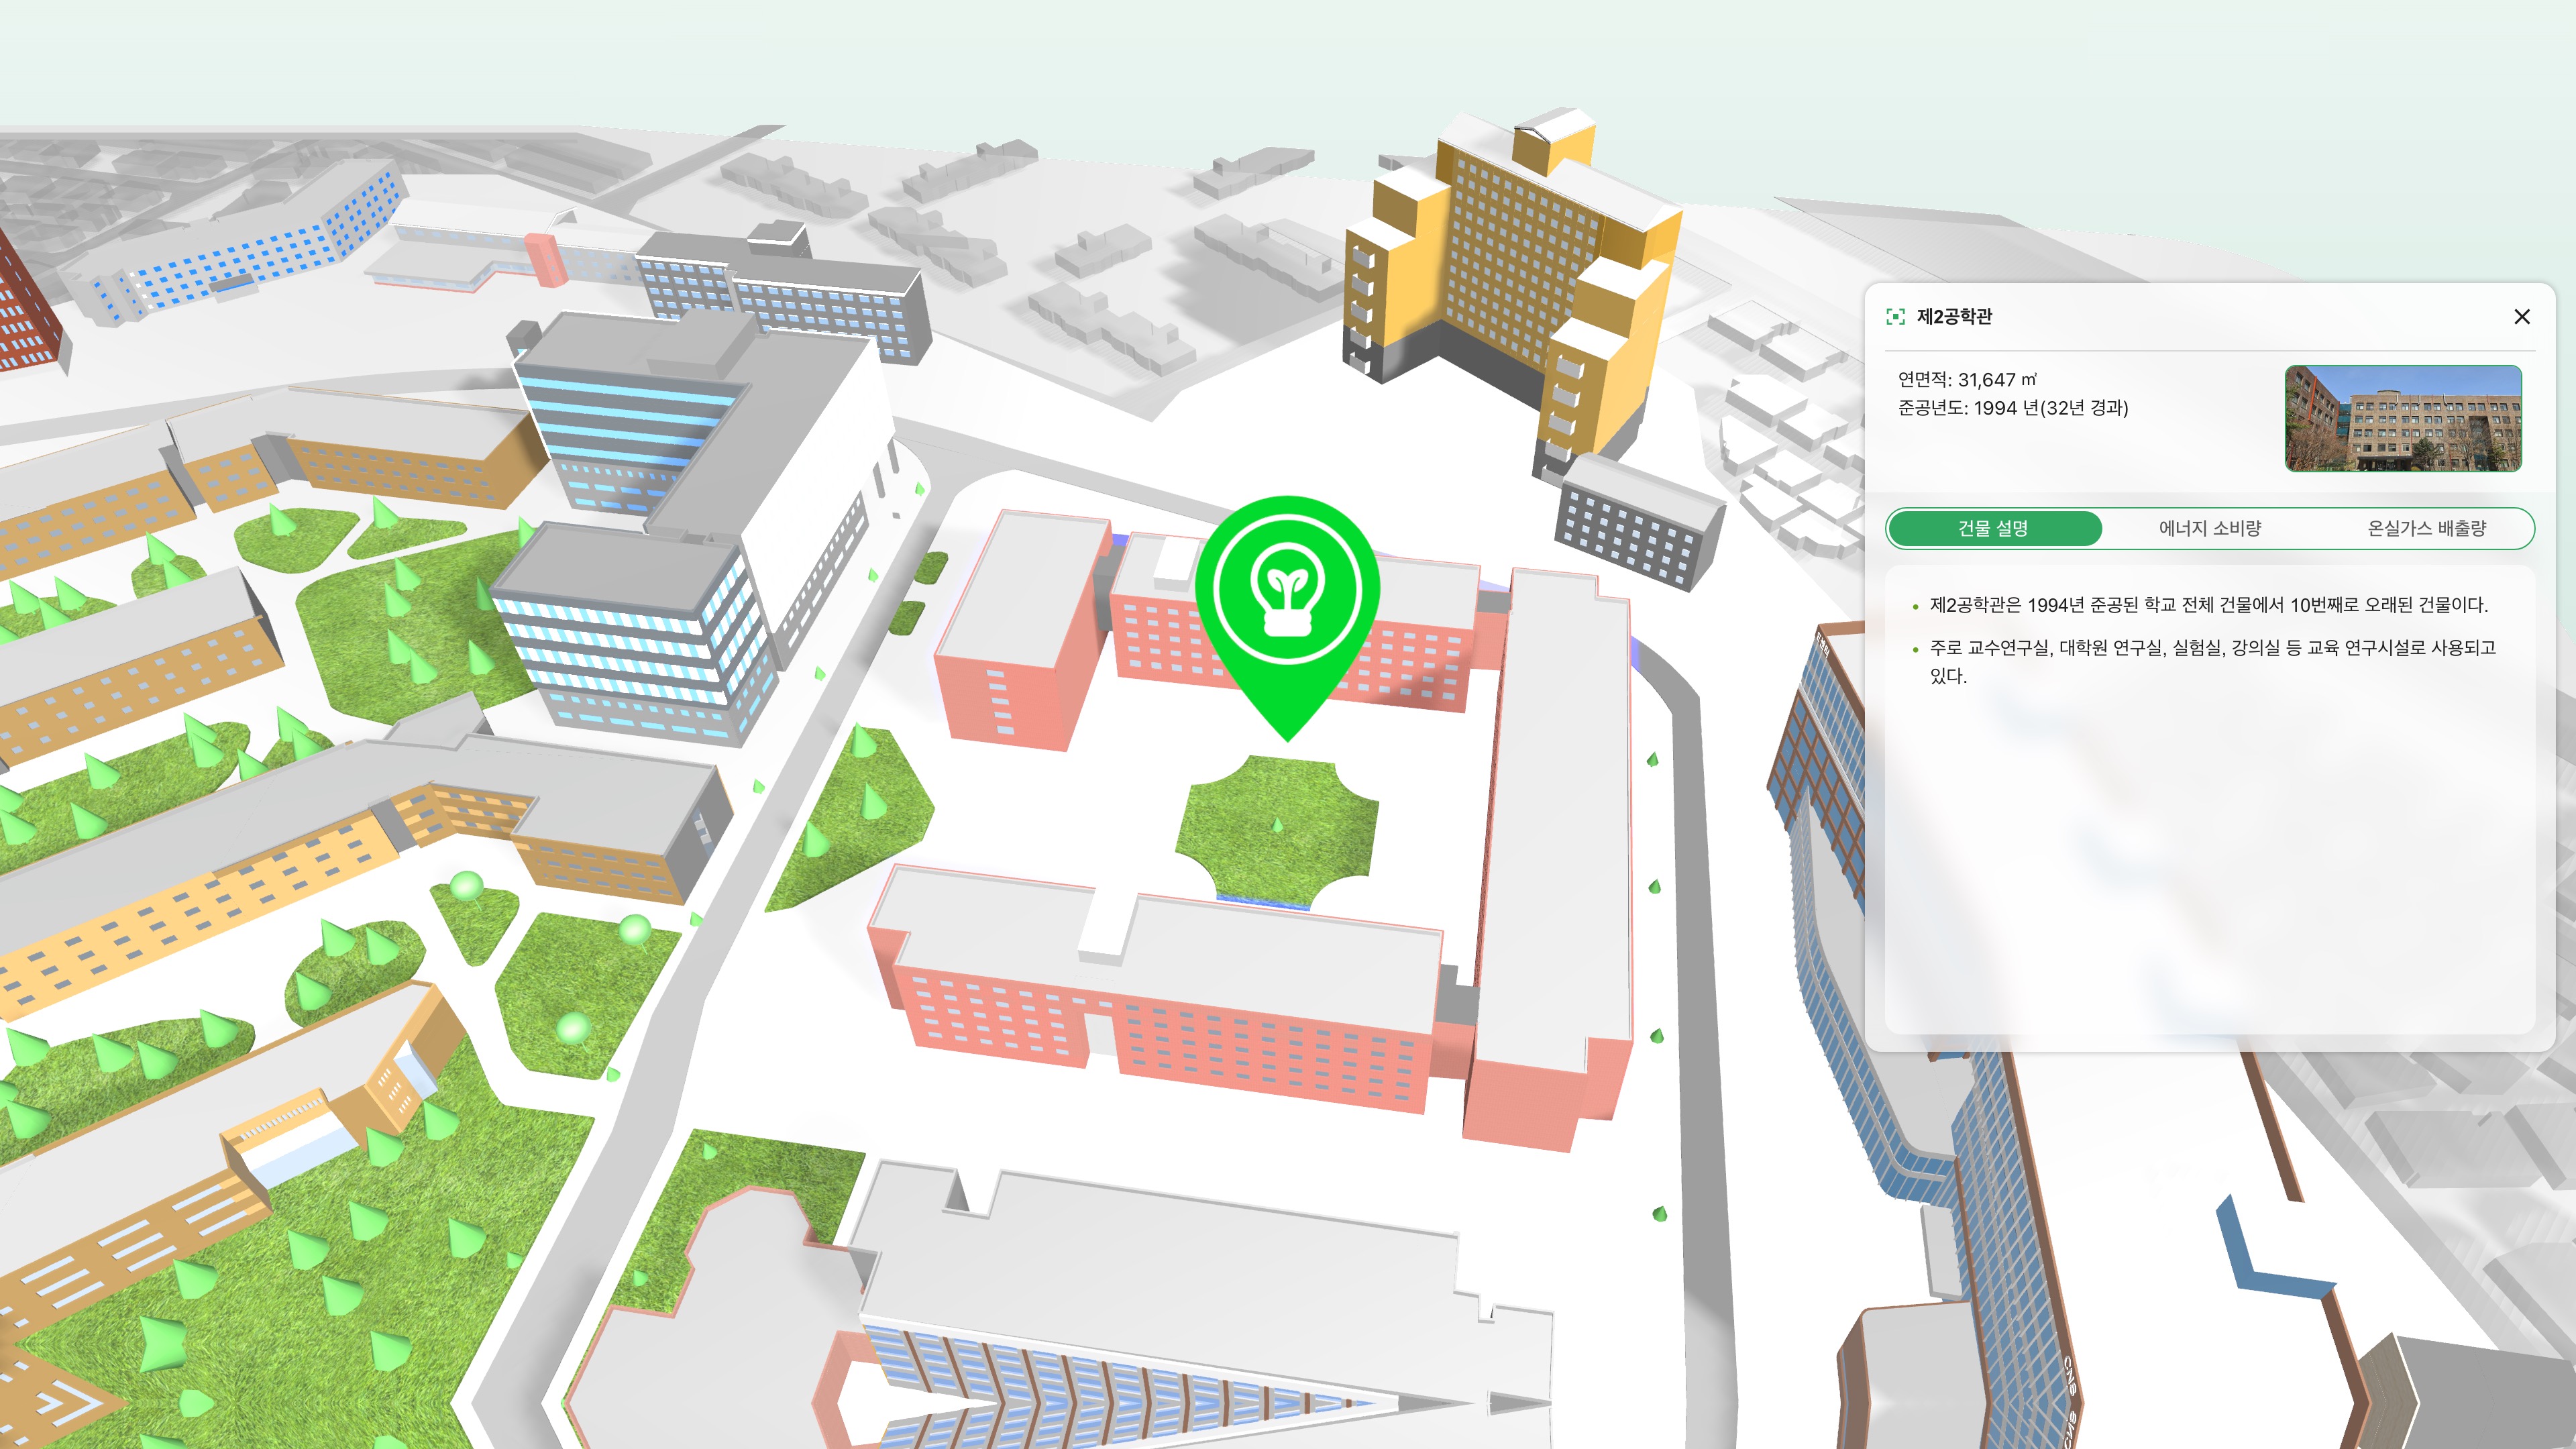 제2공학관
연면적: 31,647 ㎡
준공년도: 1994 년(32년 경과)
건물 설명
에너지 소비량
온실가스 배출량
제2공학관은 1994년 준공된 학교 전체 건물에서 10번째로 오래된 건물이다.
주로 교수연구실, 대학원 연구실, 실험실, 강의실 등 교육 연구시설로 사용되고
있다.